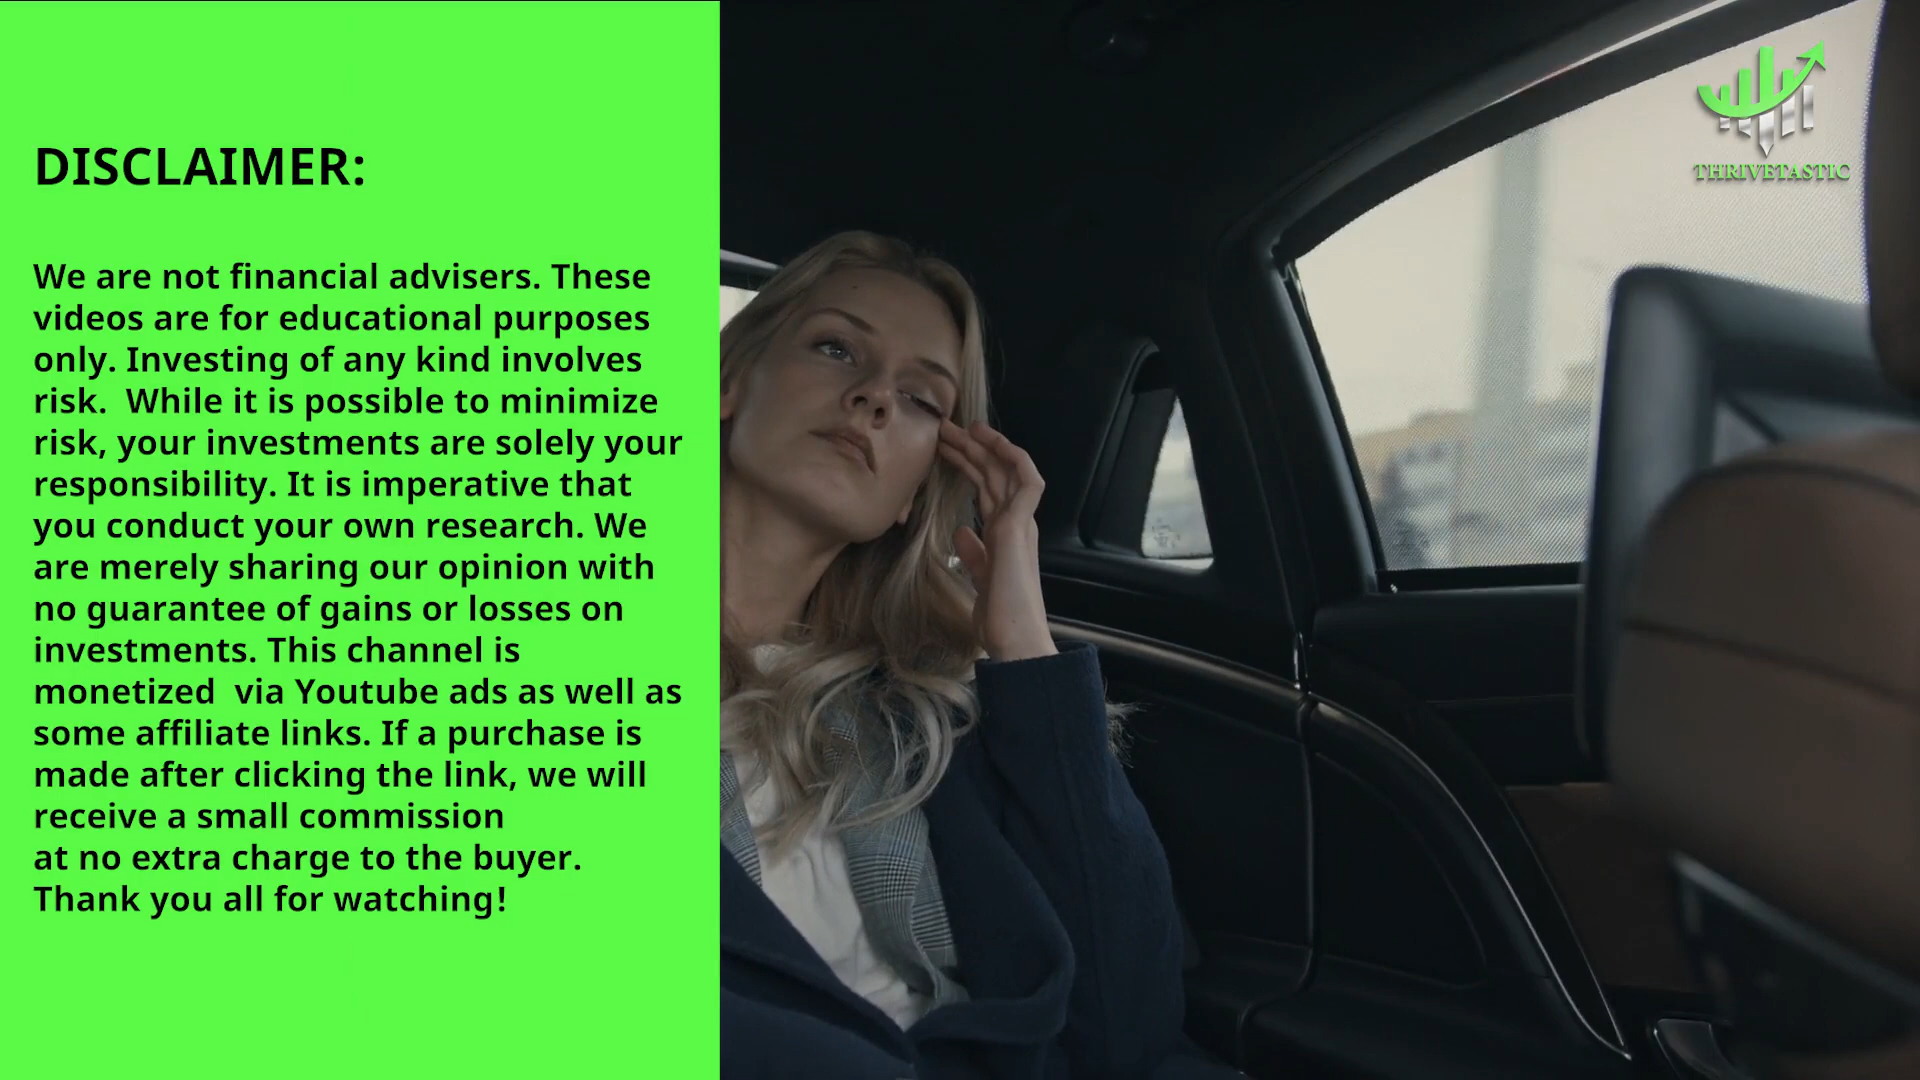 DISCLAIMER:
We are not financial advisers. These
videos are for educational purposes
only. Investing of any kind involves
risk.  While it is possible to minimize
risk, your investments are solely your
responsibility. It is imperative that
you conduct your own research. We
are merely sharing our opinion with
no guarantee of gains or losses on
investments. This channel is
monetized  via Youtube ads as well as
some affiliate links. If a purchase is
made after clicking the link, we will
receive a small commission
at no extra charge to the buyer.
Thank you all for watching!
THRIVETASTIC